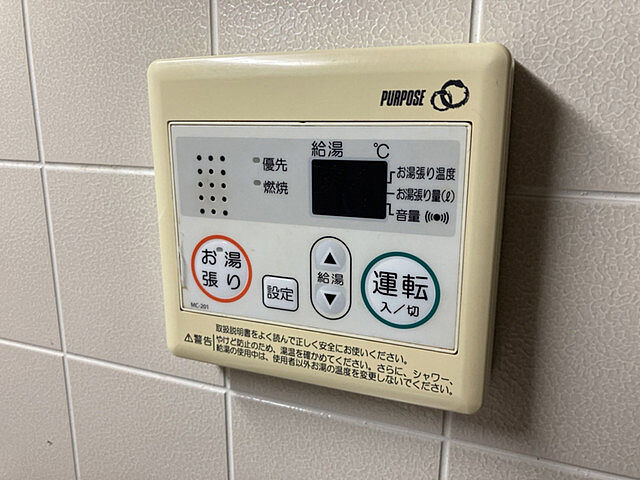 PURPOSE
給湯 ℃
優先
燃焼
お湯張り温度
お湯張り量(ℓ)
音量
お湯
張り
設定
給湯
運転
入／切
MC-201
⚠警告
取扱説明書をよく読んで正しく安全にお使いください。
やけど防止のため、湯温を確かめてください。さらに、シャワー、
給湯の使用中は、使用者以外お湯の温度を変更しないでください。